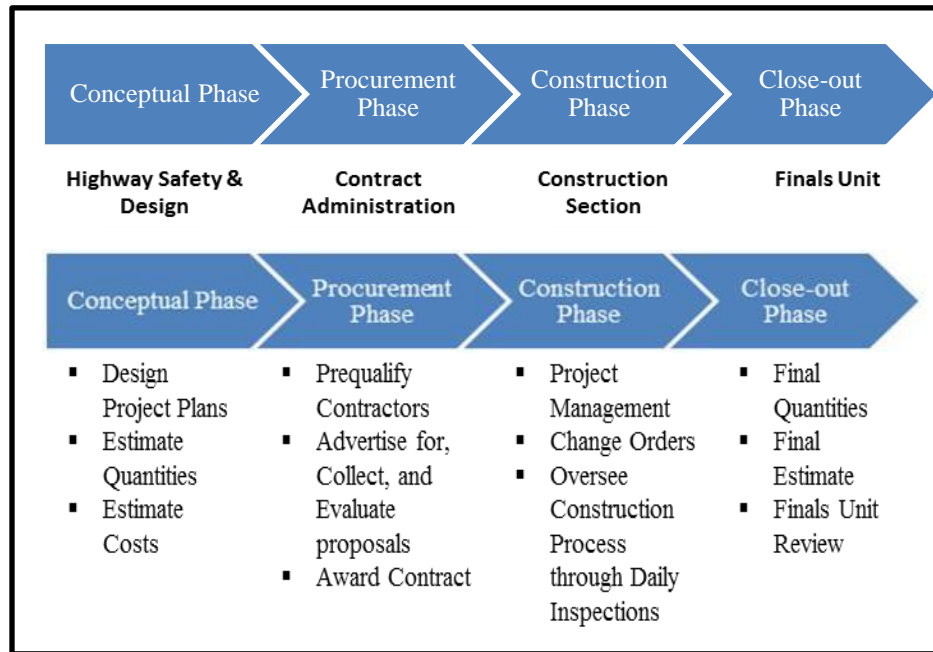 Conceptual Phase
Procurement
Phase
Construction
Phase
Close-out
Phase
Highway Safety &
Design
Contract
Administration
Construction
Section
Finals Unit
Conceptual Phase
Procurement
Phase
Construction
Phase
Close-out
Phase
▪ Design
Project Plans
▪ Estimate
Quantities
▪ Estimate
Costs
▪ Prequalify
Contractors
▪ Advertise for,
Collect, and
Evaluate
proposals
▪ Award Contract
▪ Project
Management
▪ Change Orders
▪ Oversee
Construction
Process
through Daily
Inspections
▪ Final
Quantities
▪ Final
Estimate
▪ Finals Unit
Review